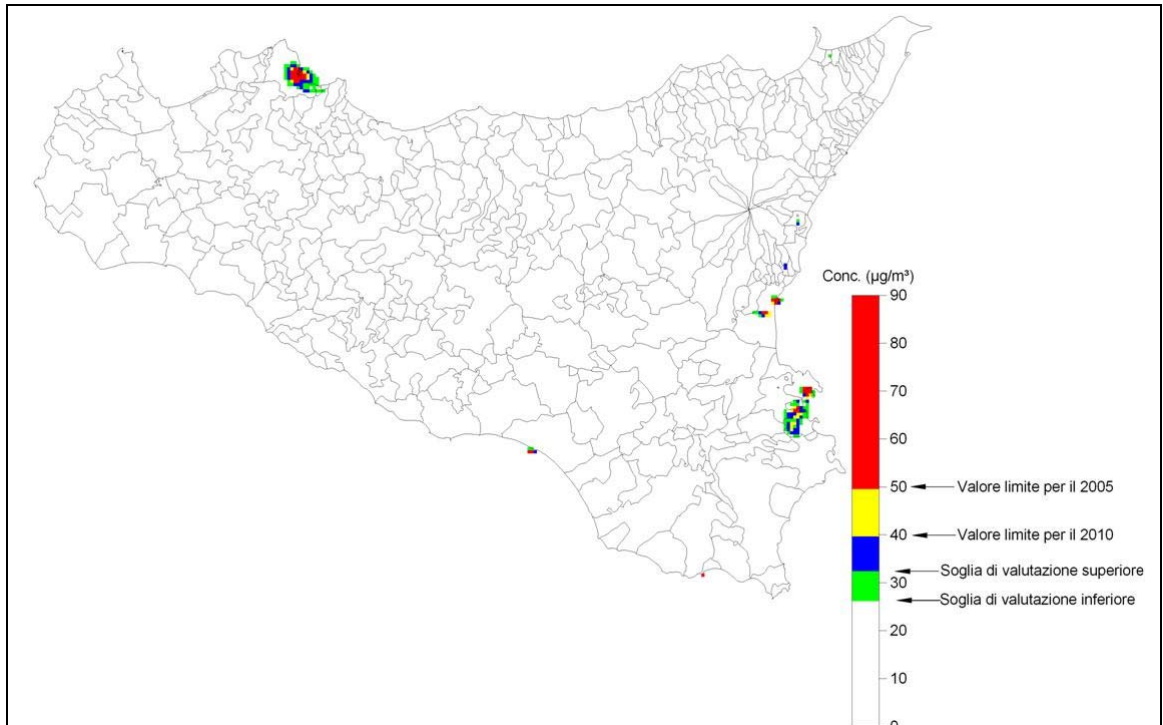 Conc. (µg/m³)
90
80
70
60
50
Valore limite per il 2005
40
Valore limite per il 2010
Soglia di valutazione superiore
30
Soglia di valutazione inferiore
20
10
0